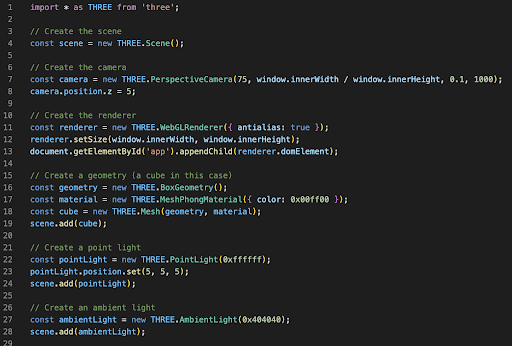 1 import * as THREE from 'three';
2
3 // Create the scene
4 const scene = new THREE.Scene();
5
6 // Create the camera
7 const camera = new THREE.PerspectiveCamera(75, window.innerWidth / window.innerHeight, 0.1, 1000);
8 camera.position.z = 5;
9
10 // Create the renderer
11 const renderer = new THREE.WebGLRenderer({ antialias: true });
12 renderer.setSize(window.innerWidth, window.innerHeight);
13 document.getElementById('app').appendChild(renderer.domElement);
14
15 // Create a geometry (a cube in this case)
16 const geometry = new THREE.BoxGeometry();
17 const material = new THREE.MeshPhongMaterial({ color: 0x00ff00 });
18 const cube = new THREE.Mesh(geometry, material);
19 scene.add(cube);
20
21 // Create a point light
22 const pointLight = new THREE.PointLight(0xffffff);
23 pointLight.position.set(5, 5, 5);
24 scene.add(pointLight);
25
26 // Create an ambient light
27 const ambientLight = new THREE.AmbientLight(0x404040);
28 scene.add(ambientLight);
29